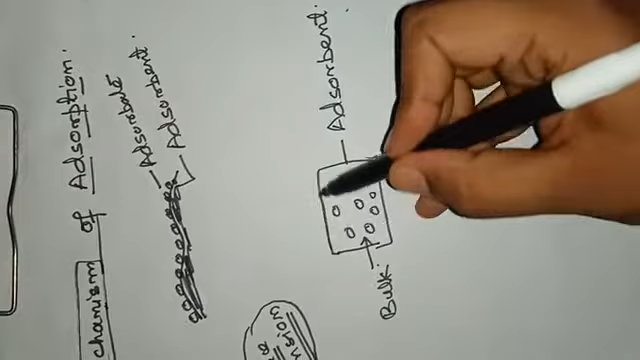 chanism of Adsorption.
Adsorbate
Adsorbent.
Adsorbent.
Bulk.